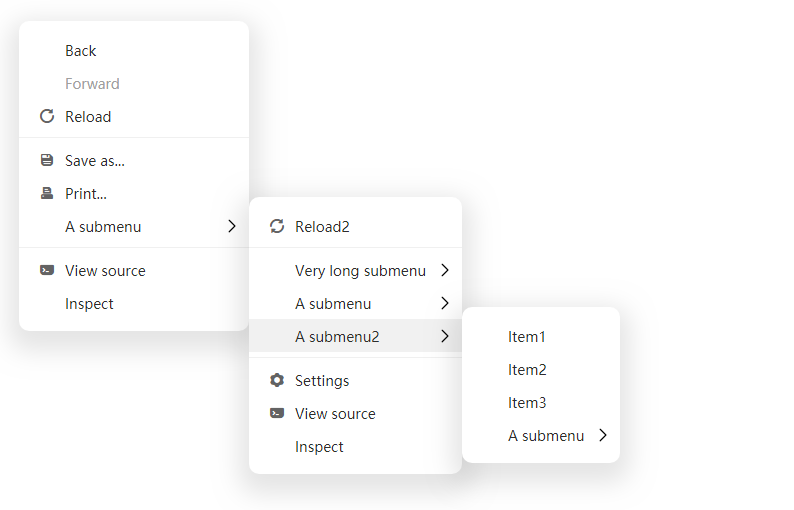 Back
Forward
Reload
Save as...
Print...
A submenu
View source
Inspect
Reload2
Very long submenu
A submenu
A submenu2
Settings
View source
Inspect
Item1
Item2
Item3
A submenu